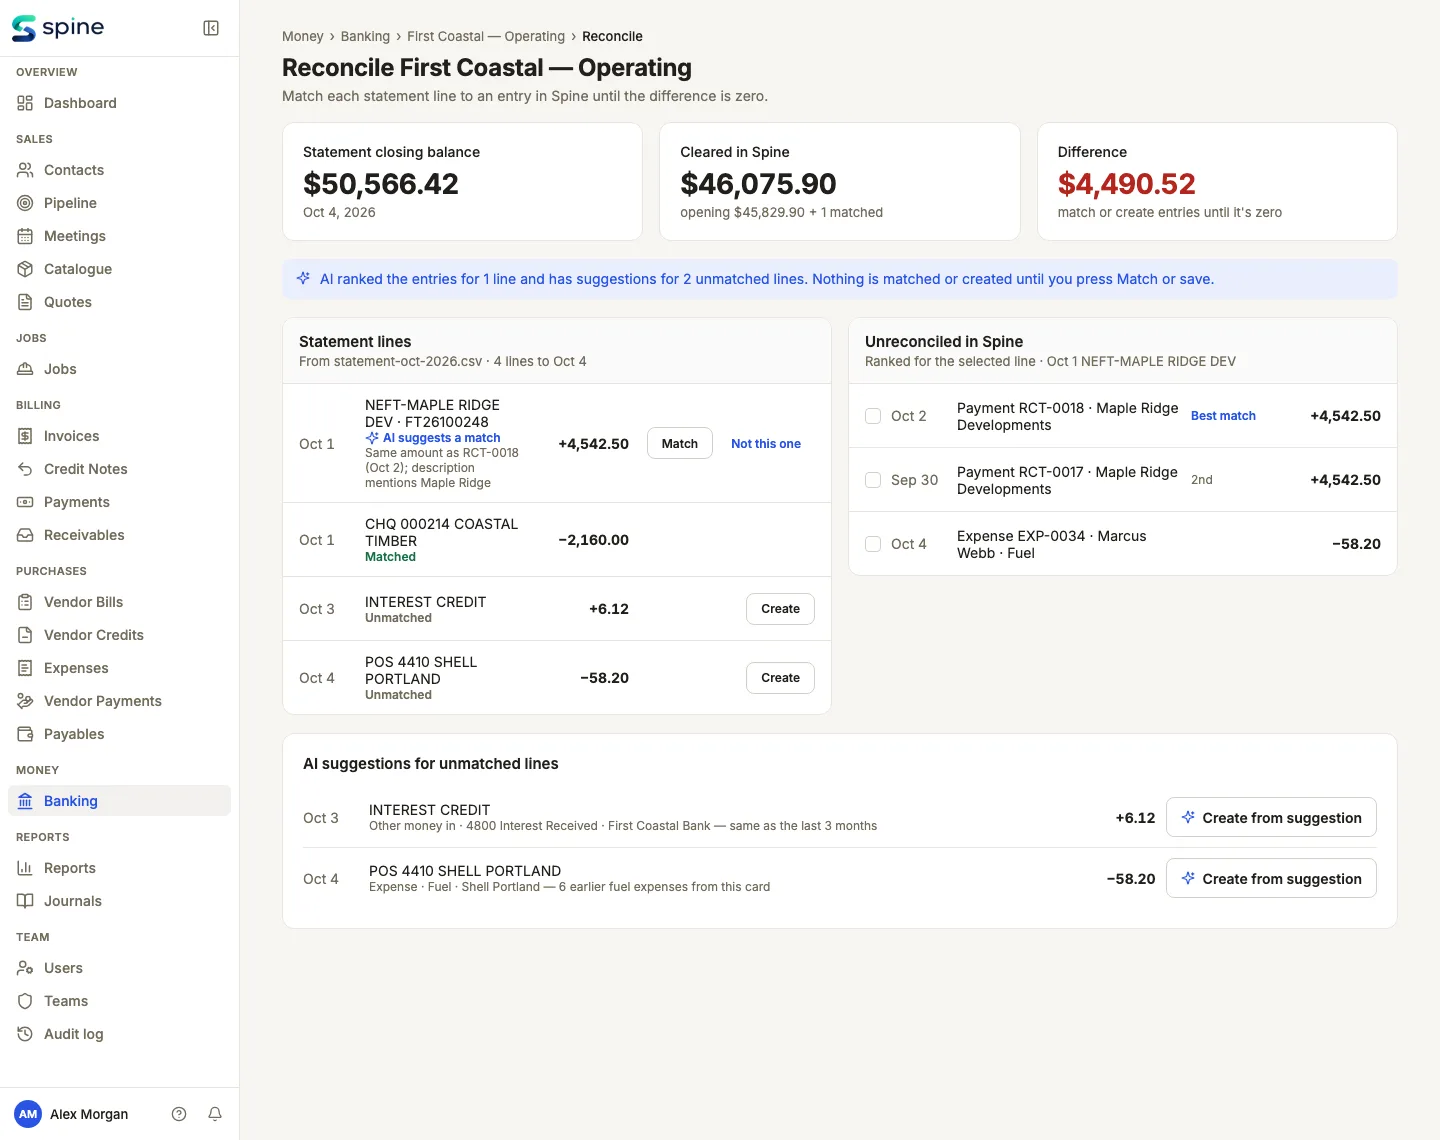 spine
OVERVIEW
Dashboard
SALES
Contacts
Pipeline
Meetings
Catalogue
Quotes
JOBS
Jobs
BILLING
Invoices
Credit Notes
Payments
Receivables
PURCHASES
Vendor Bills
Vendor Credits
Expenses
Vendor Payments
Payables
MONEY
Banking
REPORTS
Reports
Journals
TEAM
Users
Teams
Audit log
AM Alex Morgan
Money › Banking › First Coastal — Operating › Reconcile
Reconcile First Coastal — Operating
Match each statement line to an entry in Spine until the difference is zero.
Statement closing balance
$50,566.42
Oct 4, 2026
Cleared in Spine
$46,075.90
opening $45,829.90 + 1 matched
Difference
$4,490.52
match or create entries until it's zero
AI ranked the entries for 1 line and has suggestions for 2 unmatched lines. Nothing is matched or created until you press Match or save.
Statement lines
From statement-oct-2026.csv · 4 lines to Oct 4
Oct 1
NEFT-MAPLE RIDGE
DEV · FT26100248
AI suggests a match
Same amount as RCT-0018
(Oct 2); description
mentions Maple Ridge
+4,542.50
Match
Not this one
Oct 1
CHQ 000214 COASTAL
TIMBER
Matched
−2,160.00
Oct 3
INTEREST CREDIT
Unmatched
+6.12
Create
Oct 4
POS 4410 SHELL
PORTLAND
Unmatched
−58.20
Create
Unreconciled in Spine
Ranked for the selected line · Oct 1 NEFT-MAPLE RIDGE DEV
Oct 2
Payment RCT-0018 · Maple Ridge
Developments
Best match
+4,542.50
Sep 30
Payment RCT-0017 · Maple Ridge
Developments
2nd
+4,542.50
Oct 4
Expense EXP-0034 · Marcus
Webb · Fuel
−58.20
AI suggestions for unmatched lines
Oct 3
INTEREST CREDIT
Other money in · 4800 Interest Received · First Coastal Bank — same as the last 3 months
+6.12
Create from suggestion
Oct 4
POS 4410 SHELL PORTLAND
Expense · Fuel · Shell Portland — 6 earlier fuel expenses from this card
−58.20
Create from suggestion